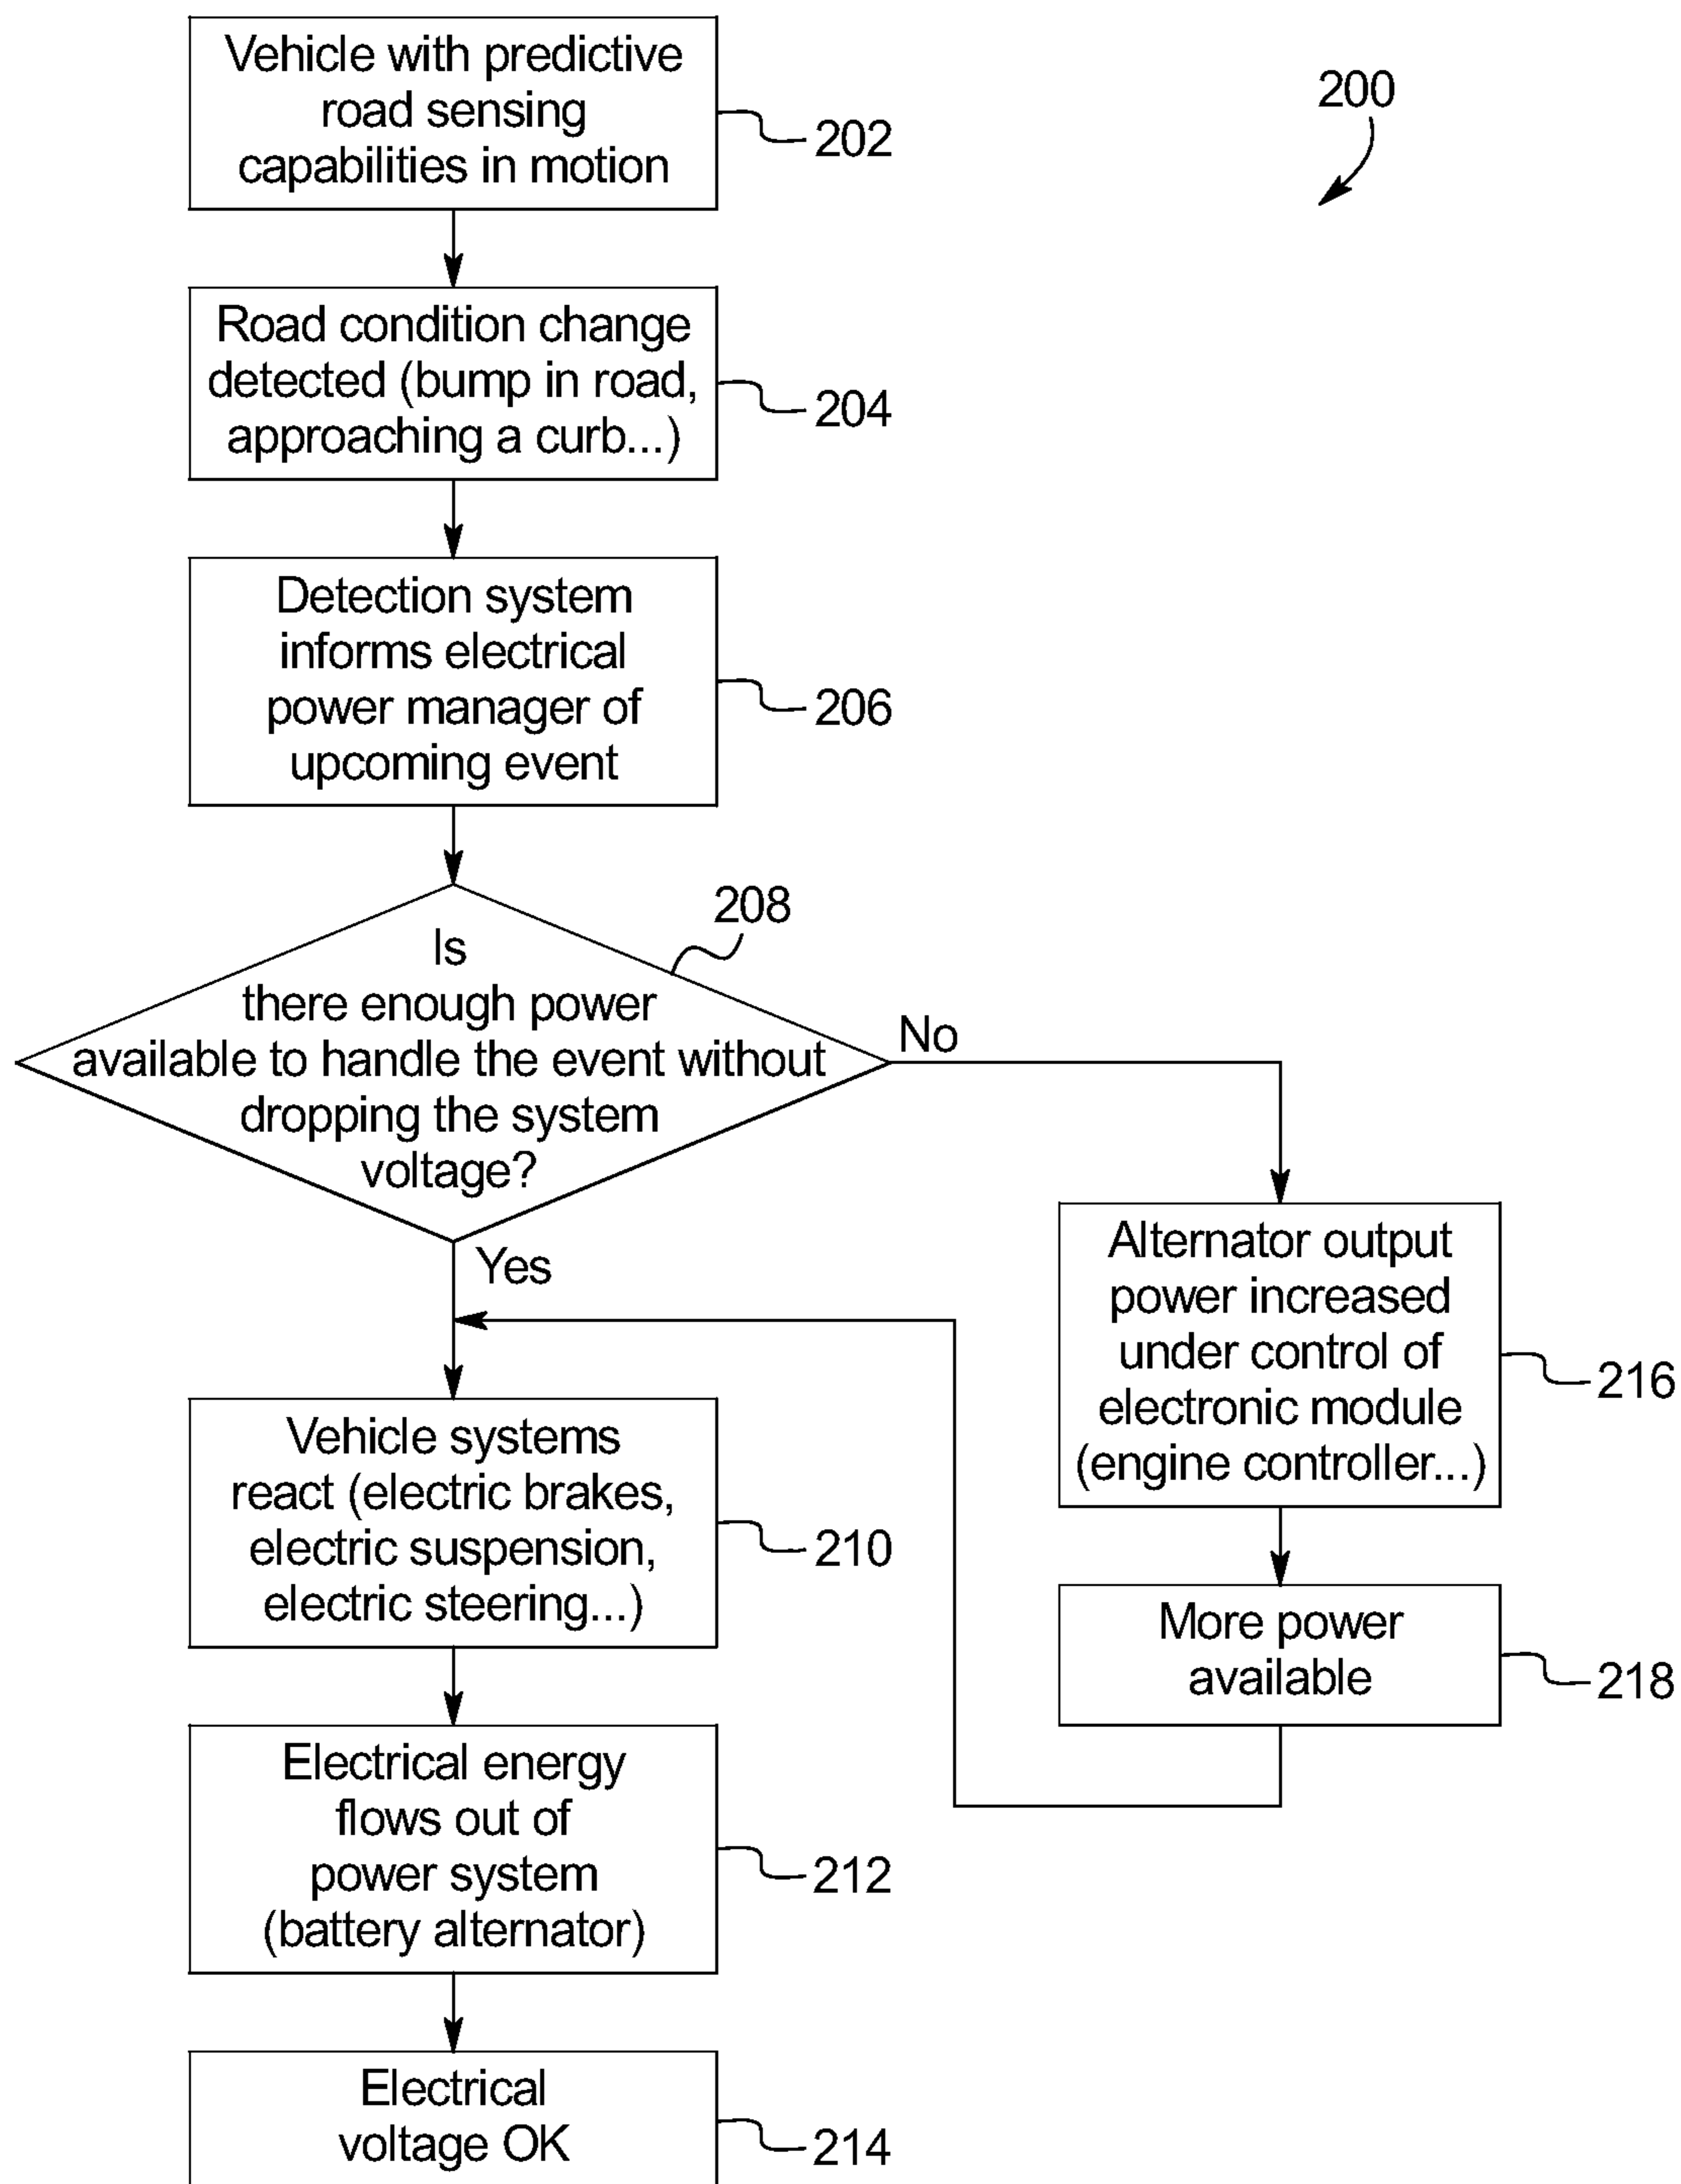 Vehicle with predictive
road sensing
capabilities in motion
202
200
Road condition change
detected (bump in road,
approaching a curb...)
204
Detection system
informs electrical
power manager of
upcoming event
206
208
Is
there enough power
available to handle the event without
dropping the system
voltage?
No
Yes
Alternator output
power increased
under control of
electronic module
(engine controller...)
216
Vehicle systems
react (electric brakes,
electric suspension,
electric steering...)
210
More power
available
218
Electrical energy
flows out of
power system
(battery alternator)
212
Electrical
voltage OK
214